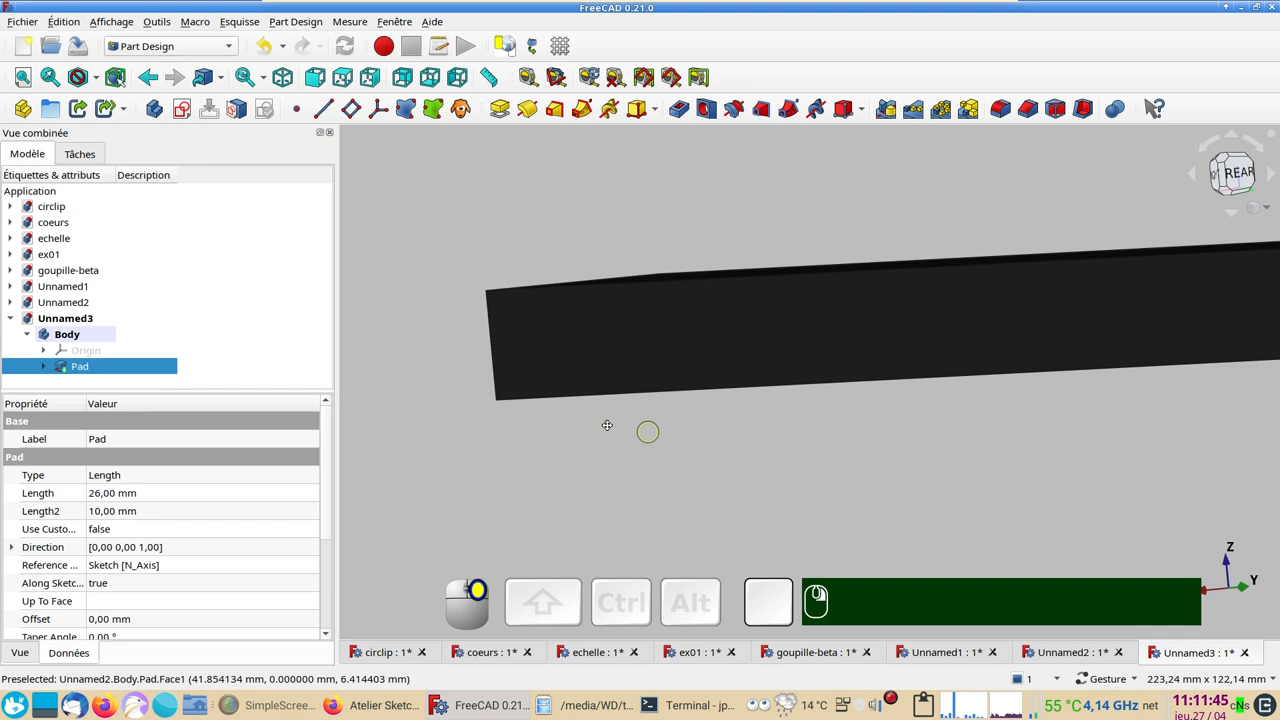 FreeCAD 0.21.0
Fichier Édition Affichage Outils Macro Esquisse Part Design Mesure Fenêtre Aide
Part Design
Vue combinée
Modèle Tâches
Étiquettes & attributs Description
Application
circlip
coeurs
echelle
ex01
goupille-beta
Unnamed1
Unnamed2
Unnamed3
Body
Origin
Pad
Propriété Valeur
Base
Label Pad
Pad
Type Length
Length 26,00 mm
Length2 10,00 mm
Use Custo... false
Direction [0,00 0,00 1,00]
Reference ... Sketch [N_Axis]
Along Sketc... true
Up To Face
Offset 0,00 mm
Taper Angle 0,00 °
Vue Données
REAR
Z
Y
Ctrl Alt
circlip : 1* coeurs : 1* echelle : 1* ex01 : 1* goupille-beta : 1* Unnamed1 : 1* Unnamed2 : 1* Unnamed3 : 1*
Preselected: Unnamed2.Body.Pad.Face1 (41.854134 mm, 0.000000 mm, 6.414403 mm)
1 Gesture 223,24 mm x 122,14 mm
SimpleScree... Atelier Sketc... FreeCAD 0.21... /media/WD/t... Terminal - jp... 14 °C 55 °C 4,14 GHz net 11:11:45
jeu.27 / 04